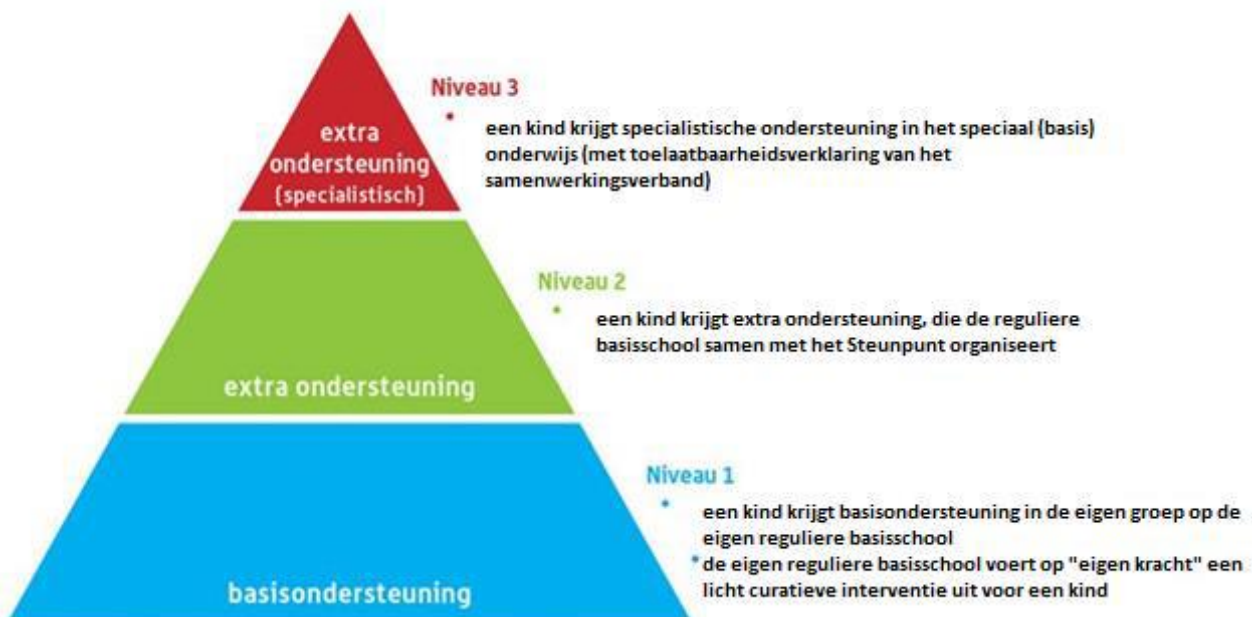 Niveau 3
extra
ondersteuning
(specialistisch)
• een kind krijgt specialistische ondersteuning in het speciaal (basis)
onderwijs (met toelaatbaarheidsverklaring van het
samenwerkingsverband)
Niveau 2
• een kind krijgt extra ondersteuning, die de reguliere
basisschool samen met het Steunpunt organiseert
extra ondersteuning
Niveau 1
• een kind krijgt basisondersteuning in de eigen groep op de
eigen reguliere basisschool
• de eigen reguliere basisschool voert op "eigen kracht" een
licht curatieve interventie uit voor een kind
basisondersteuning